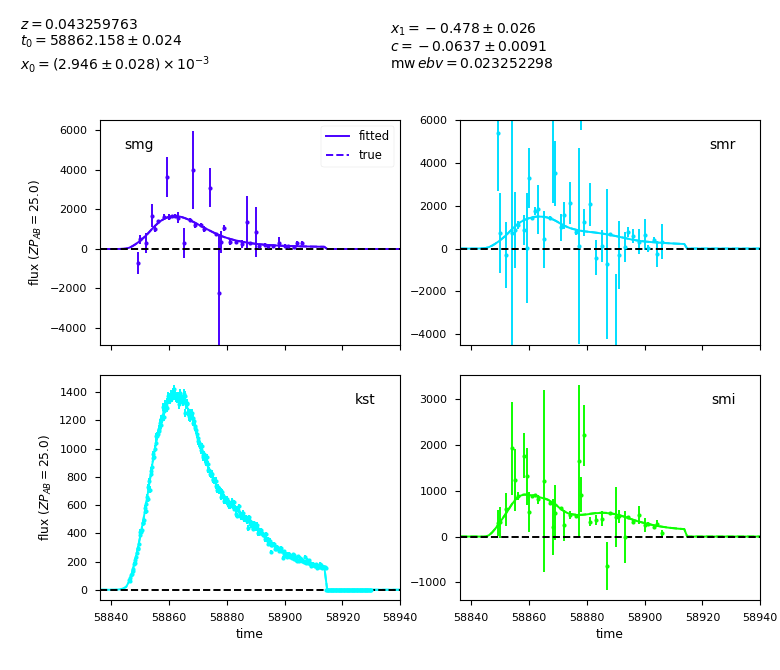 z = 0.043259763
t₀ = 58862.158 ± 0.024
x₀ = (2.946 ± 0.028) × 10⁻³
x₁ = −0.478 ± 0.026
c = −0.0637 ± 0.0091
mw ebv = 0.023252298
smg
fitted
true
6000
4000
2000
0
−2000
−4000
flux (ZP_AB = 25.0)
smr
6000
4000
2000
0
−2000
−4000
kst
1400
1200
1000
800
600
400
200
0
flux (ZP_AB = 25.0)
58840 58860 58880 58900 58920 58940
time
smi
3000
2000
1000
0
−1000
58840 58860 58880 58900 58920 58940
time